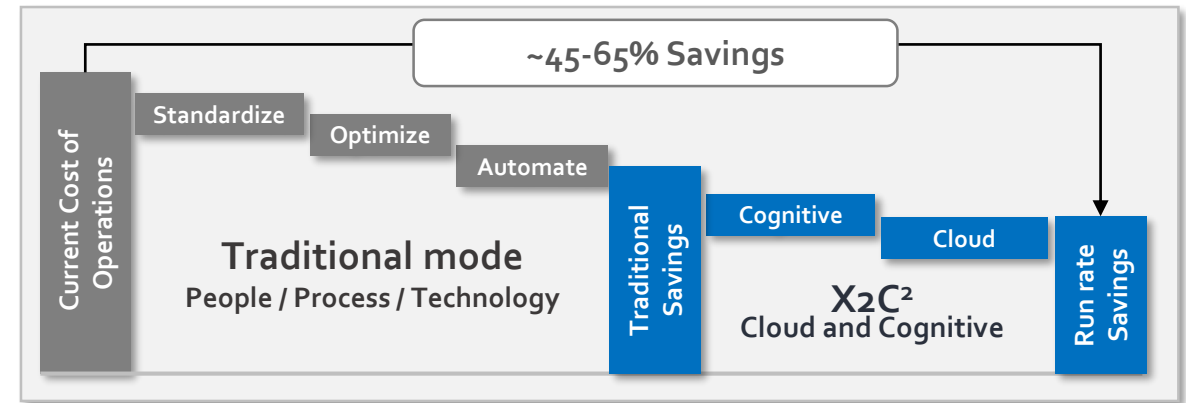 ~45-65% Savings
Current Cost of
Operations
Standardize
Optimize
Automate
Traditional mode
People / Process / Technology
Traditional
Savings
Cognitive
Cloud
X2C²
Cloud and Cognitive
Run rate
Savings